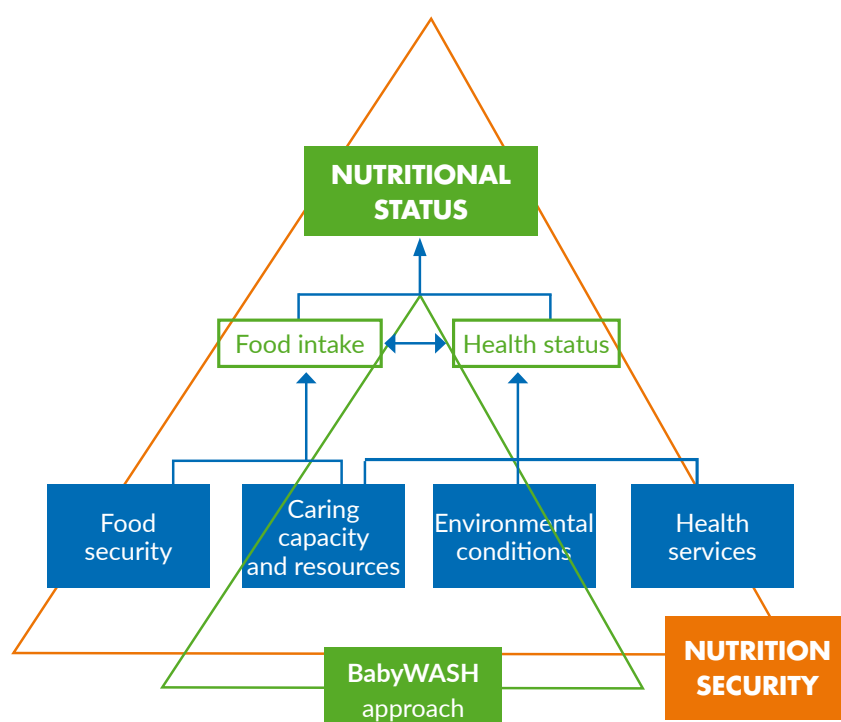 NUTRITIONAL
STATUS
Food intake
Health status
Food
security
Caring
capacity
and resources
Environmental
conditions
Health
services
NUTRITION
SECURITY
BabyWASH
approach